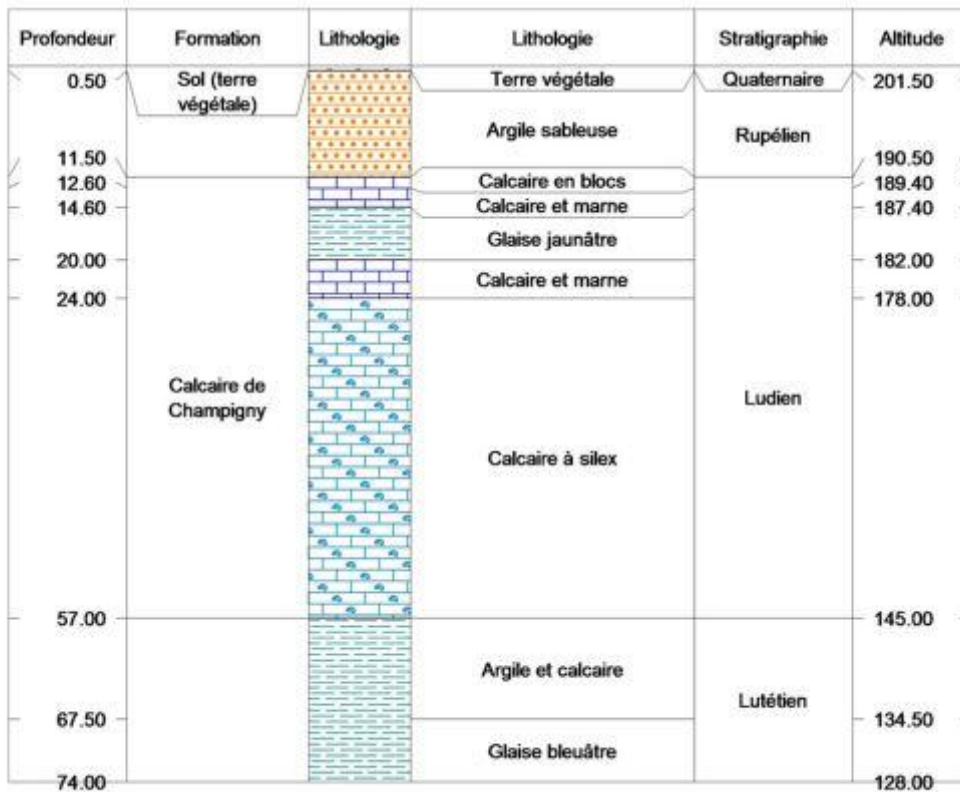 Profondeur Formation Lithologie Lithologie Stratigraphie Altitude
0.50 Sol (terre végétale) Terre végétale Quaternaire 201.50
Argile sableuse Rupélien
11.50 190.50
Calcaire en blocs
12.60 189.40
Calcaire et marne
14.60 187.40
Glaise jaunâtre
20.00 182.00
Calcaire et marne
24.00 178.00
Calcaire de Champigny Ludien
Calcaire à silex
57.00 145.00
Argile et calcaire
Lutétien
67.50 134.50
Glaise bleuâtre
74.00 128.00